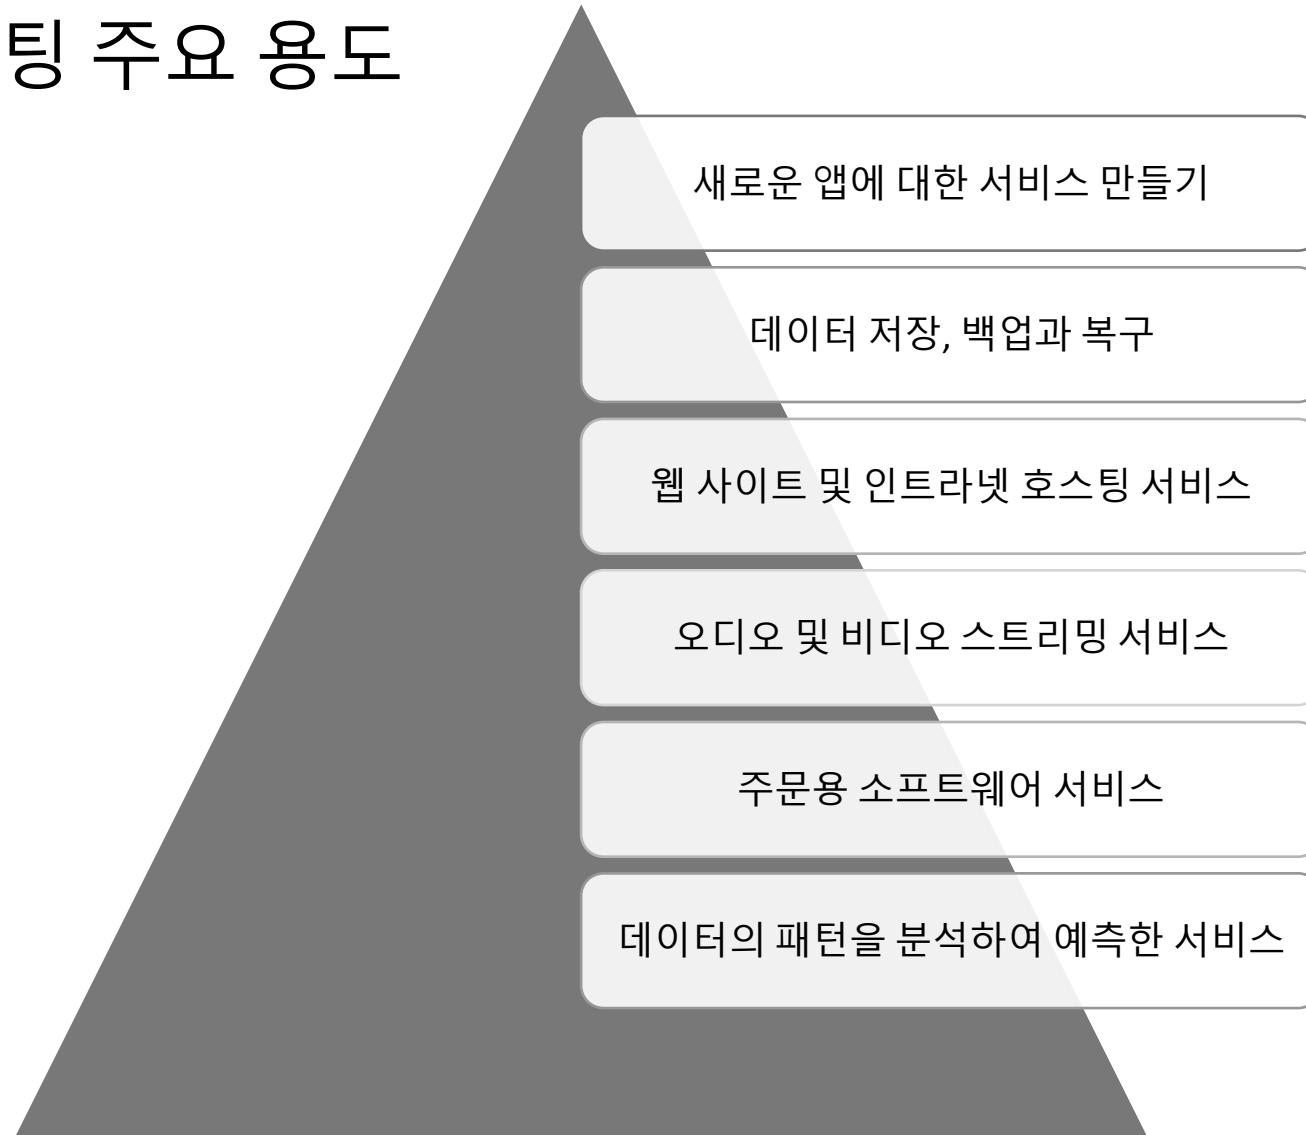 팅 주요 용도
새로운 앱에 대한 서비스 만들기
데이터 저장, 백업과 복구
웹 사이트 및 인트라넷 호스팅 서비스
오디오 및 비디오 스트리밍 서비스
주문용 소프트웨어 서비스
데이터의 패턴을 분석하여 예측한 서비스